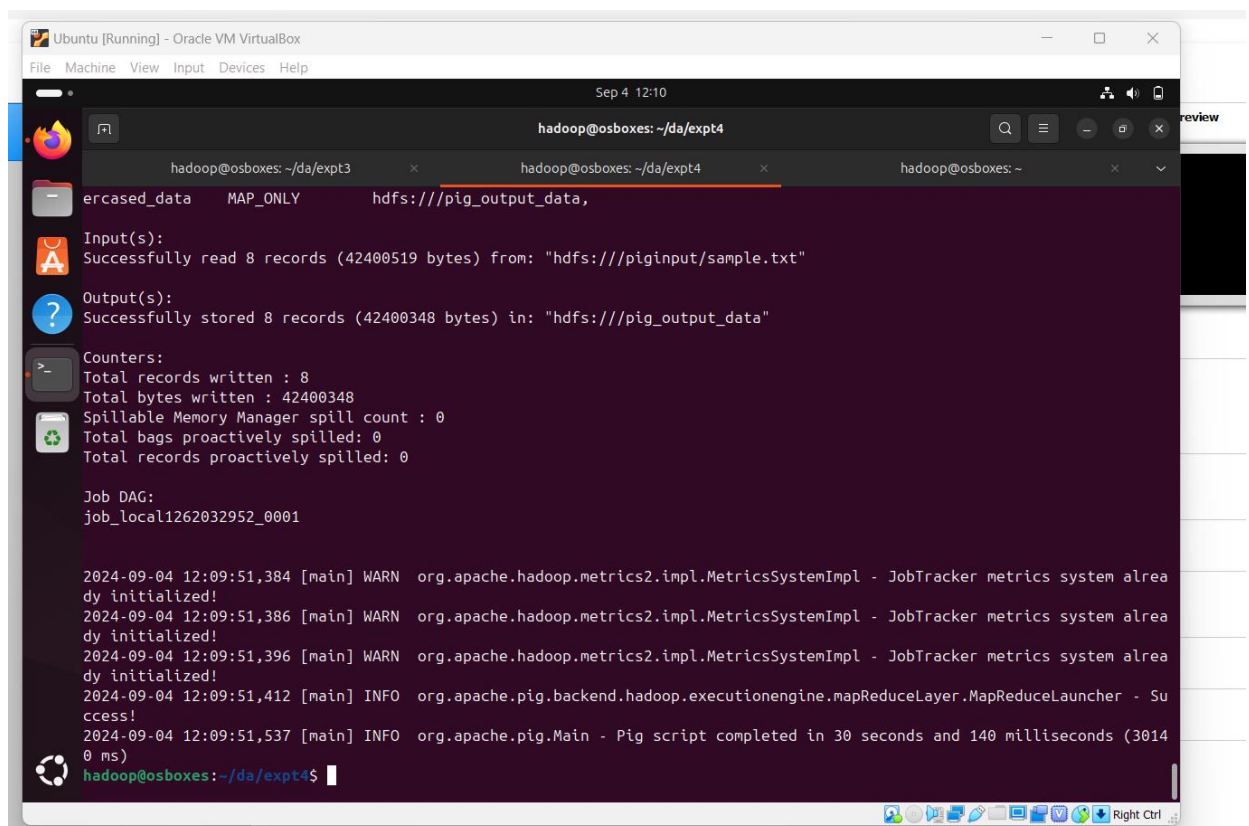 Ubuntu [Running] - Oracle VM VirtualBox
File Machine View Input Devices Help
Sep 4 12:10
hadoop@osboxes: ~/da/expt4
review
hadoop@osboxes: ~/da/expt3
hadoop@osboxes: ~/da/expt4
hadoop@osboxes: ~
ercased_data MAP_ONLY hdfs:///pig_output_data,
Input(s):
Successfully read 8 records (42400519 bytes) from: "hdfs:///piginput/sample.txt"
Output(s):
Successfully stored 8 records (42400348 bytes) in: "hdfs:///pig_output_data"
Counters:
Total records written : 8
Total bytes written : 42400348
Spillable Memory Manager spill count : 0
Total bags proactively spilled: 0
Total records proactively spilled: 0
Job DAG:
job_local1262032952_0001
2024-09-04 12:09:51,384 [main] WARN org.apache.hadoop.metrics2.impl.MetricsSystemImpl - JobTracker metrics system alrea
dy initialized!
2024-09-04 12:09:51,386 [main] WARN org.apache.hadoop.metrics2.impl.MetricsSystemImpl - JobTracker metrics system alrea
dy initialized!
2024-09-04 12:09:51,396 [main] WARN org.apache.hadoop.metrics2.impl.MetricsSystemImpl - JobTracker metrics system alrea
dy initialized!
2024-09-04 12:09:51,412 [main] INFO org.apache.pig.backend.hadoop.executionengine.mapReduceLayer.MapReduceLauncher - Su
ccess!
2024-09-04 12:09:51,537 [main] INFO org.apache.pig.Main - Pig script completed in 30 seconds and 140 milliseconds (3014
0 ms)
hadoop@osboxes:~/da/expt4$
Right Ctrl